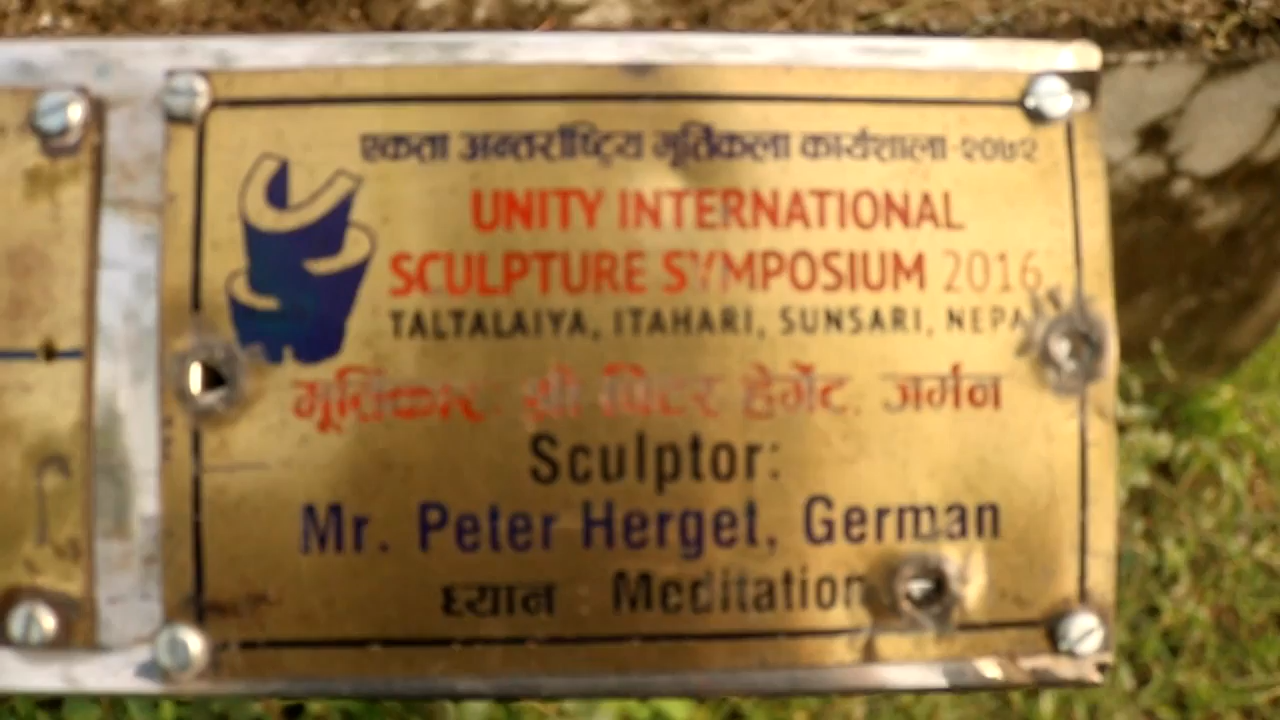 एकता अन्तर्राष्ट्रिय मूर्तिकला कार्यशाला २०७२
UNITY INTERNATIONAL
SCULPTURE SYMPOSIUM 2016
TALTALAIYA, ITAHARI, SUNSARI, NEPA
मूर्तिकार: श्री पिटर हेर्गेट, जर्मन
Sculptor:
Mr. Peter Herget, German
ध्यान : Meditation